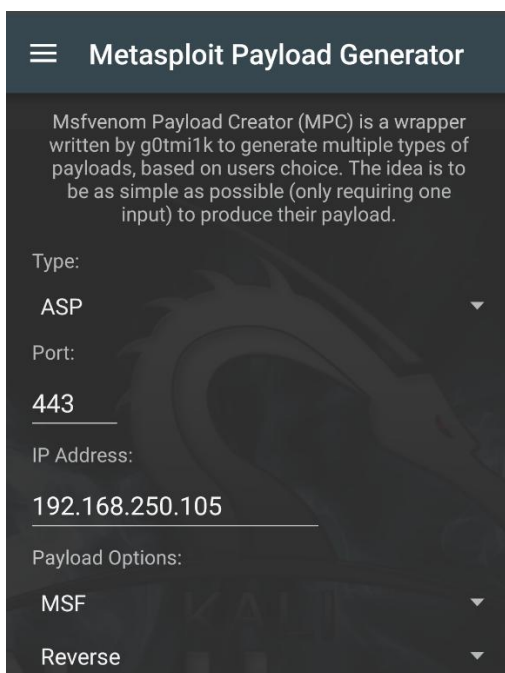 Metasploit Payload Generator
Msfvenom Payload Creator (MPC) is a wrapper
written by g0tmi1k to generate multiple types of
payloads, based on users choice. The idea is to
be as simple as possible (only requiring one
input) to produce their payload.
Type:
ASP
Port:
443
IP Address:
192.168.250.105
Payload Options:
MSF
KALI
Reverse